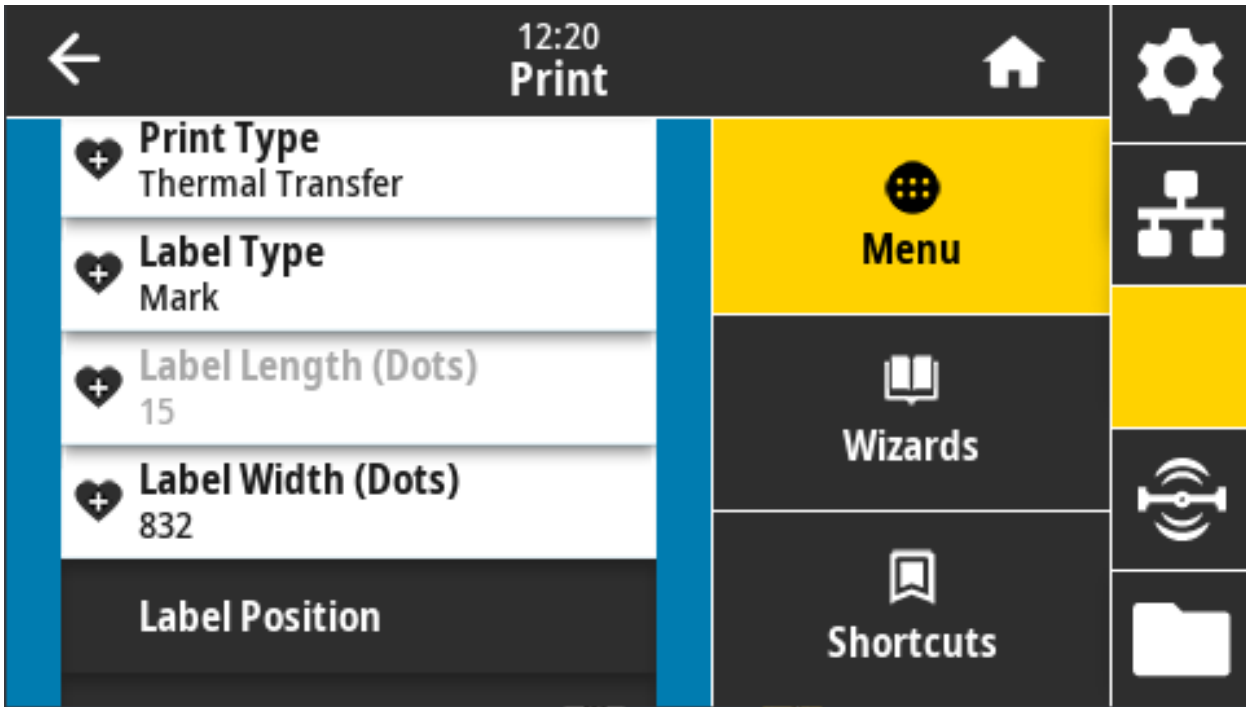 12:20
Print
Print Type
Thermal Transfer
Label Type
Mark
Label Length (Dots)
15
Label Width (Dots)
832
Label Position
Menu
Wizards
Shortcuts